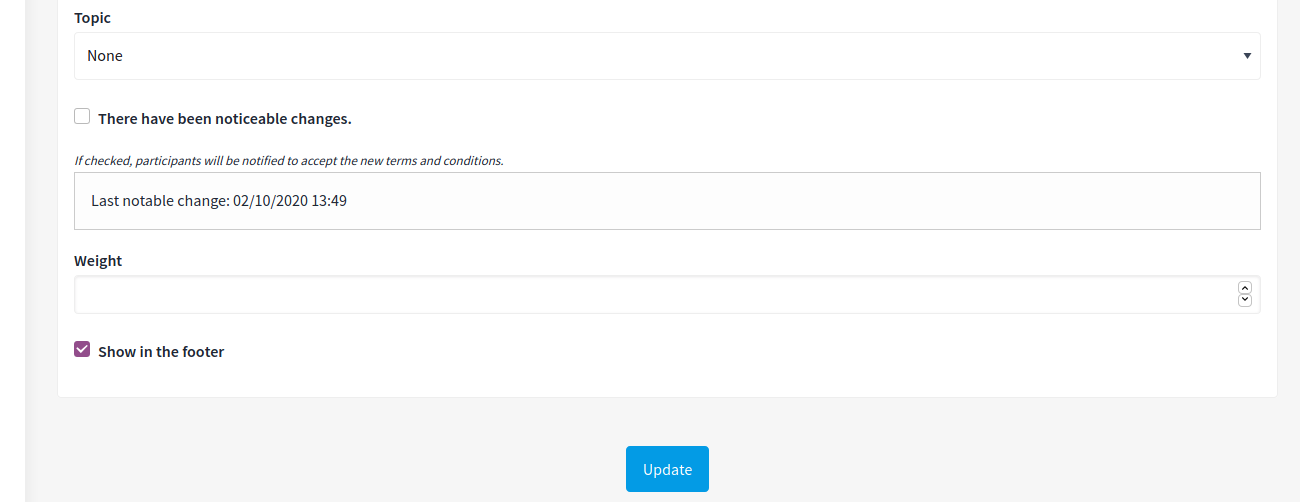 Topic
None
There have been noticeable changes.
If checked, participants will be notified to accept the new terms and conditions.
Last notable change: 02/10/2020 13:49
Weight
Show in the footer
Update